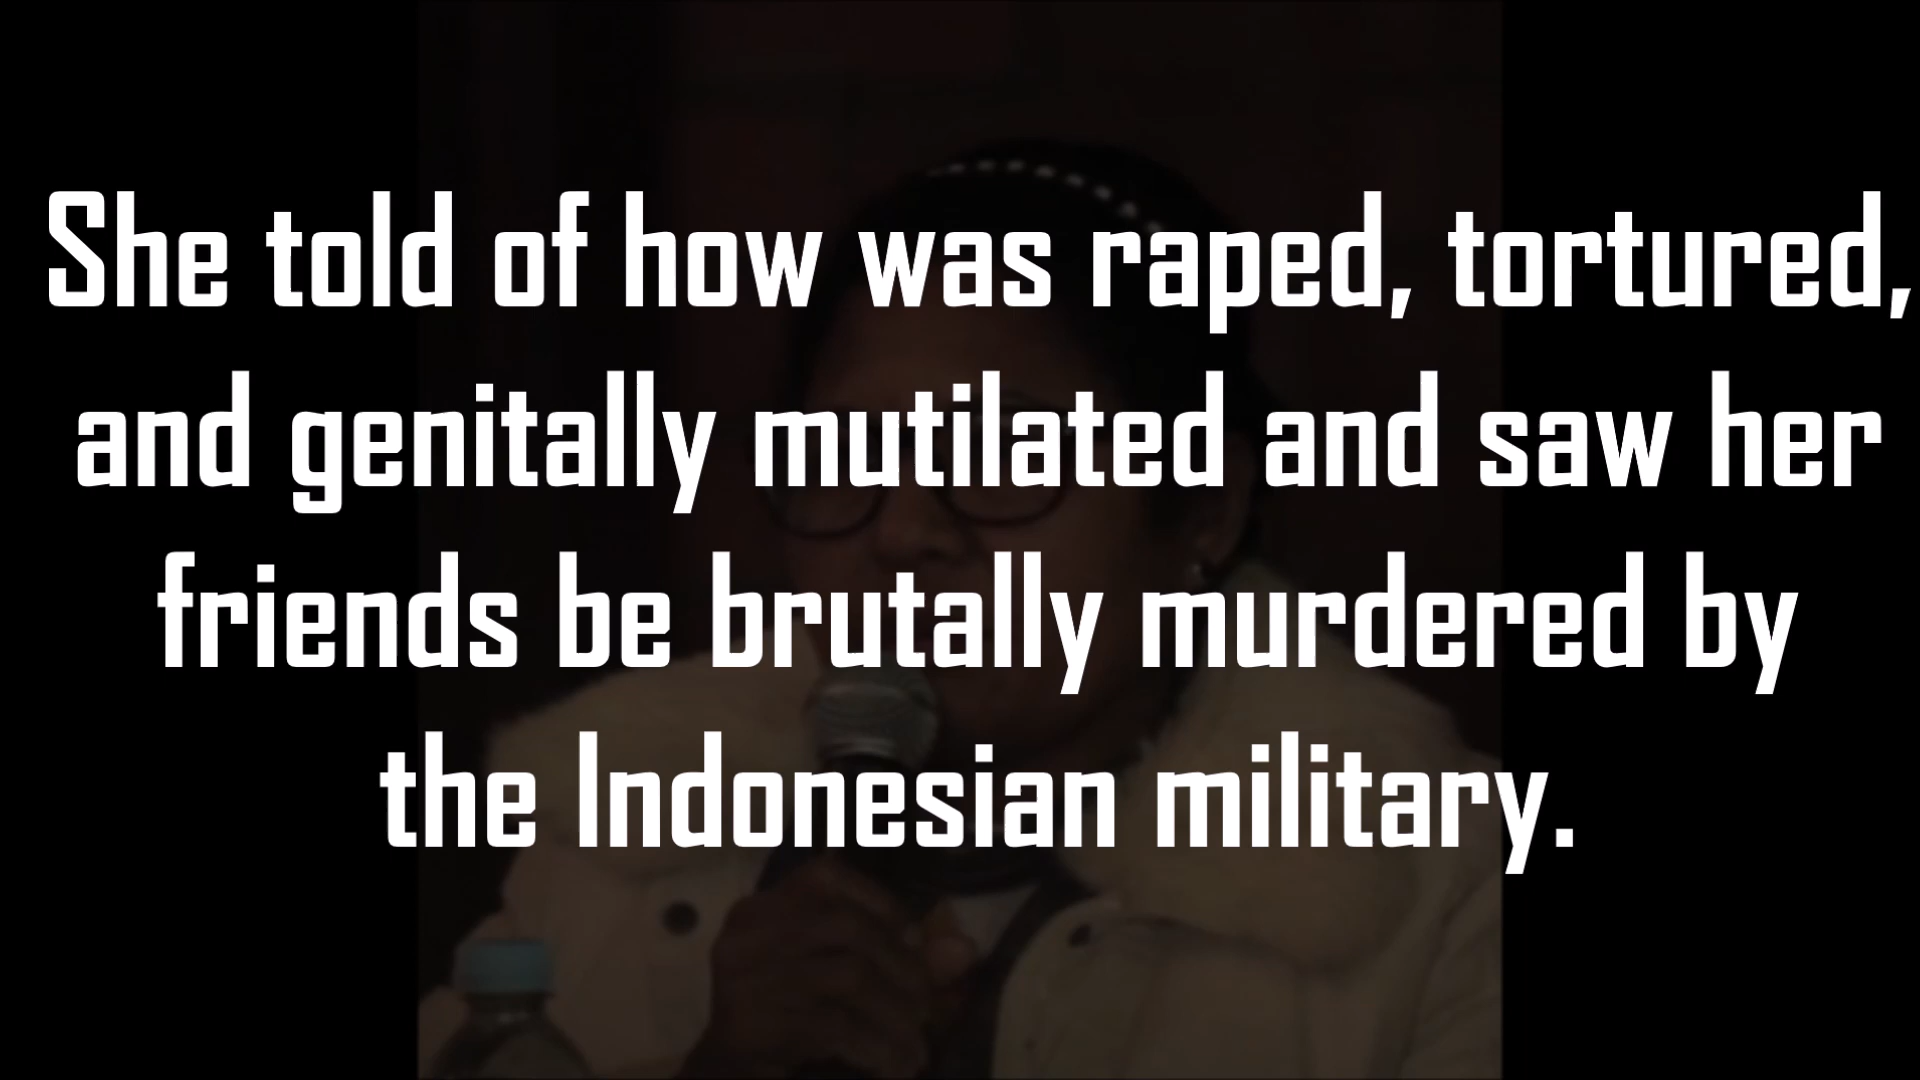 She told of how was raped, tortured,
and genitally mutilated and saw her
friends be brutally murdered by
the Indonesian military.